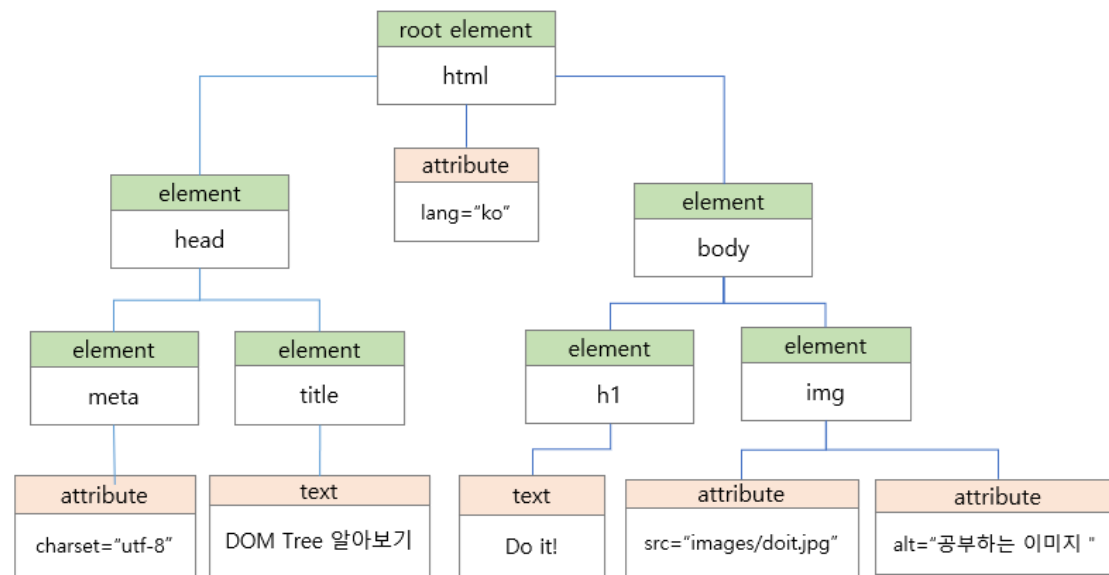 root element
html
attribute
lang="ko"
element
head
element
body
element
meta
element
title
element
h1
element
img
attribute
charset="utf-8"
text
DOM Tree 알아보기
text
Do it!
attribute
src="images/doit.jpg"
attribute
alt="공부하는 이미지 "